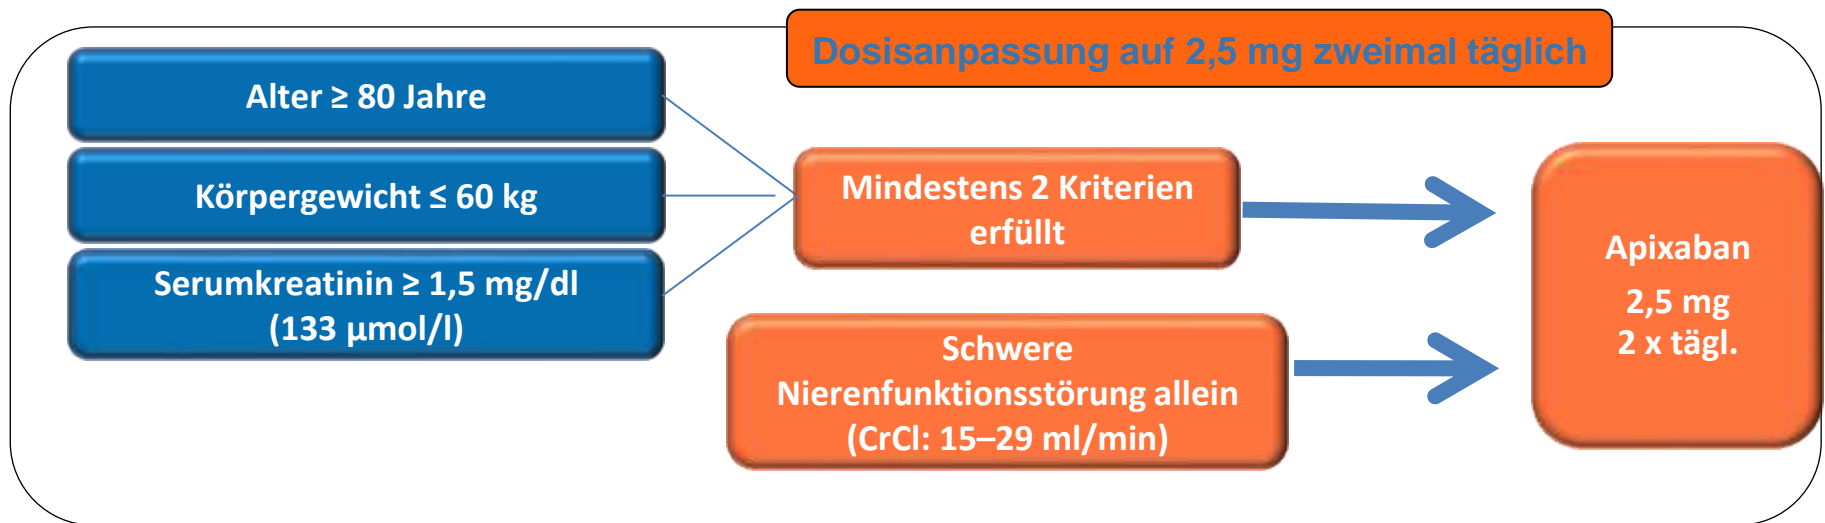 Dosisanpassung auf 2,5 mg zweimal täglich
Alter ≥ 80 Jahre
Körpergewicht ≤ 60 kg
Serumkreatinin ≥ 1,5 mg/dl
(133 µmol/l)
Mindestens 2 Kriterien
erfüllt
Schwere
Nierenfunktionsstörung allein
(CrCl: 15–29 ml/min)
Apixaban
2,5 mg
2 x tägl.